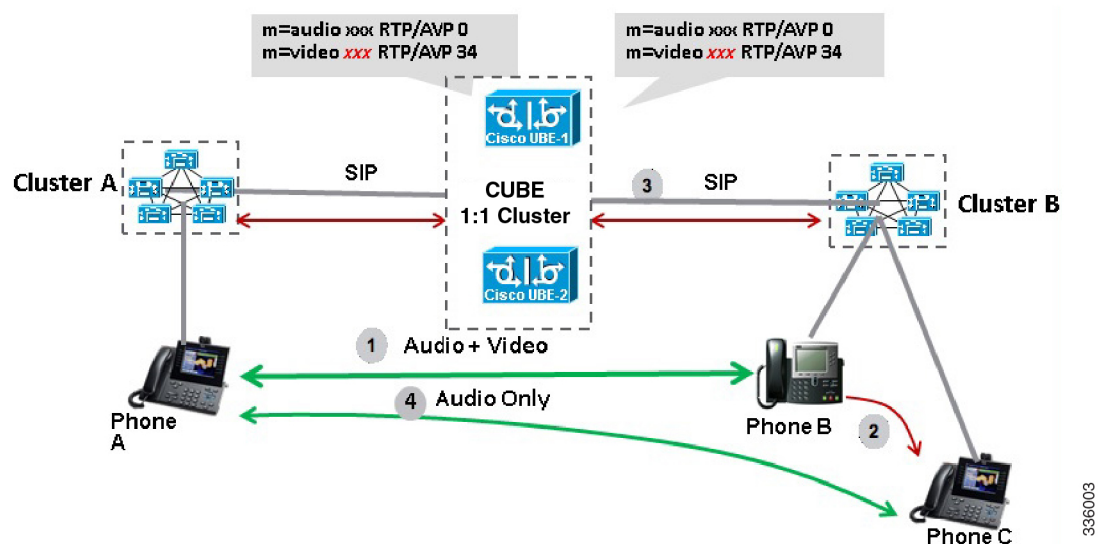 m=audio xxx RTP/AVP 0
m=video xxx RTP/AVP 34
m=audio xxx RTP/AVP 0
m=video xxx RTP/AVP 34
Cisco UBE-1
Cluster A
SIP
CUBE
1:1 Cluster
3
SIP
Cluster B
Cisco UBE-2
1 Audio + Video
4 Audio Only
Phone
A
Phone B
2
Phone C
336003